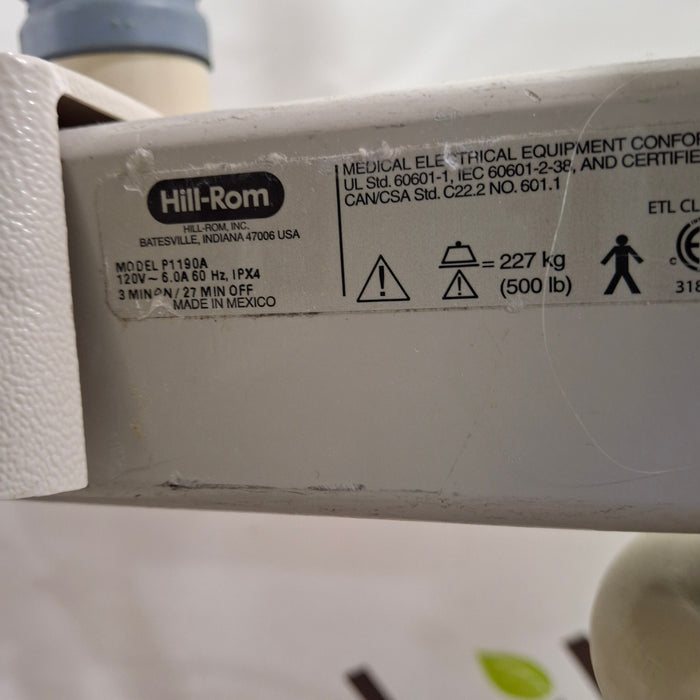 Hill-Rom
HILL-ROM, INC.
BATESVILLE, INDIANA 47006 USA
MODEL P1190A
120V~ 6.0A 60 Hz, IPX4
3 MIN ON / 27 MIN OFF
MADE IN MEXICO
MEDICAL ELECTRICAL EQUIPMENT CONFOR
UL Std. 60601-1, IEC 60601-2-38, AND CERTIFIE
CAN/CSA Std. C22.2 NO. 601.1
= 227 kg
(500 lb)
ETL CL
c
318